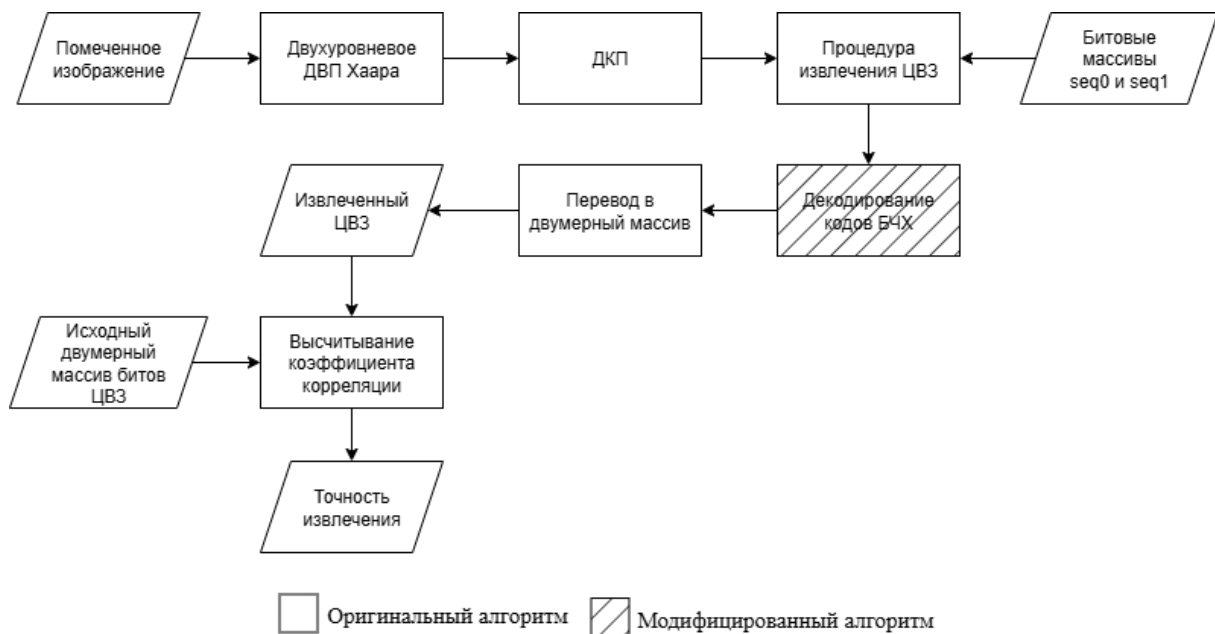 Помеченное
изображение
Двухуровневое
ДВП Хаара
ДКП
Процедура
извлечения ЦВЗ
Битовые
массивы
seq0 и seq1
Извлеченный
ЦВЗ
Перевод в
двумерный массив
Декодирование
кодов БЧХ
Исходный
двумерный
массив битов
ЦВЗ
Высчитывание
коэффициента
корреляции
Точность
извлечения
Оригинальный алгоритм
Модифицированный алгоритм